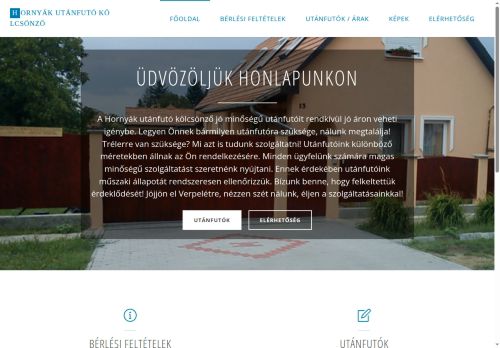 HORNYÁK UTÁNFUTÓ KÖ
LCSÖNZŐ
FŐOLDAL
BÉRLÉSI FELTÉTELEK
UTÁNFUTÓK / ÁRAK
KÉPEK
ELÉRHETŐSÉG
ÜDVÖZÖLJÜK HONLAPUNKON
A Hornyák utánfutó kölcsönző jó minőségű utánfutóit rendkívül jó áron veheti
igénybe. Legyen Önnek bármilyen utánfutóra szüksége, nálunk megtalálja!
Trélerre van szüksége? Mi azt is tudunk szolgáltatni! Utánfutóink különböző
méretekben állnak az Ön rendelkezésére. Minden ügyfelünk számára magas
minőségű szolgáltatást szeretnénk nyújtani. Ennek érdekében utánfutóink
műszaki állapotát rendszeresen ellenőrizzük. Bízunk benne, hogy felkeltettük
érdeklődését! Jöjjön el Verpelétre, nézzen szét nálunk, éljen a szolgáltatásainkkal!
UTÁNFUTÓK
ELÉRHETŐSÉG
BÉRLÉSI FELTÉTELEK
UTÁNFUTÓK